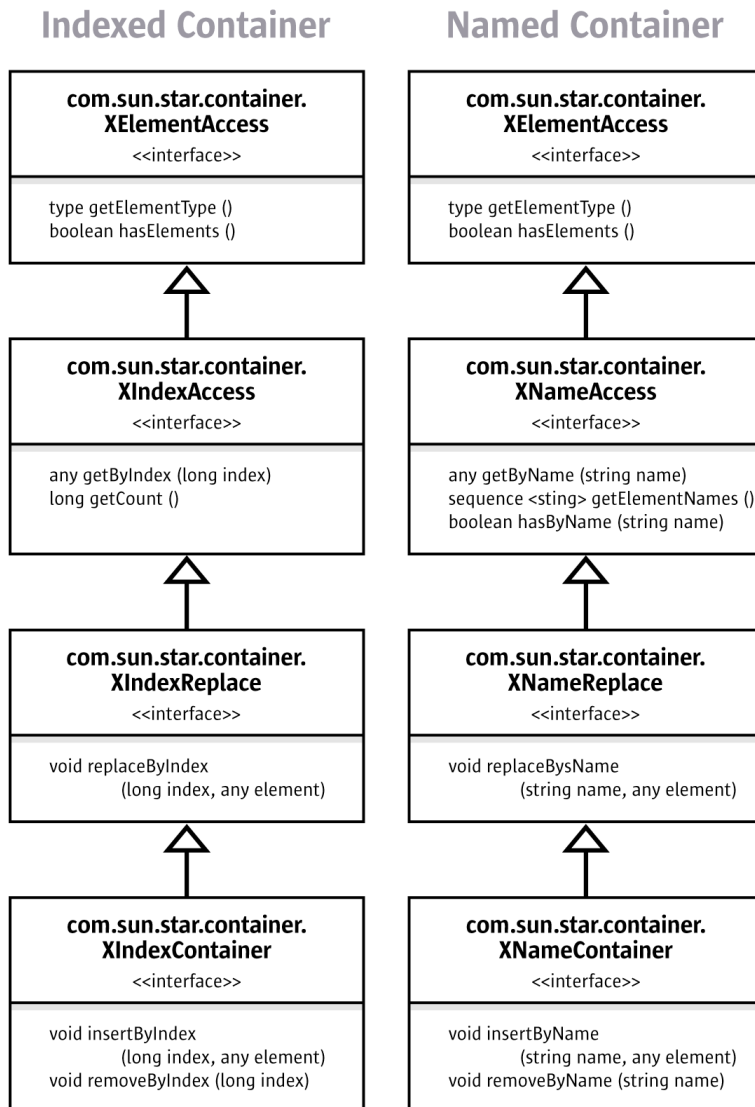 Indexed Container
com.sun.star.container.
XElementAccess
<<interface>>
type getElementType ()
boolean hasElements ()
com.sun.star.container.
XIndexAccess
<<interface>>
any getByIndex (long index)
long getCount ()
com.sun.star.container.
XIndexReplace
<<interface>>
void replaceByIndex
(long index, any element)
com.sun.star.container.
XIndexContainer
<<interface>>
void insertByIndex
(long index, any element)
void removeByIndex (long index)
Named Container
com.sun.star.container.
XElementAccess
<<interface>>
type getElementType ()
boolean hasElements ()
com.sun.star.container.
XNameAccess
<<interface>>
any getByName (string name)
sequence <sting> getElementNames ()
boolean hasByName (string name)
com.sun.star.container.
XNameReplace
<<interface>>
void replaceBysName
(string name, any element)
com.sun.star.container.
XNameContainer
<<interface>>
void insertByName
(string name, any element)
void removeByName (string name)